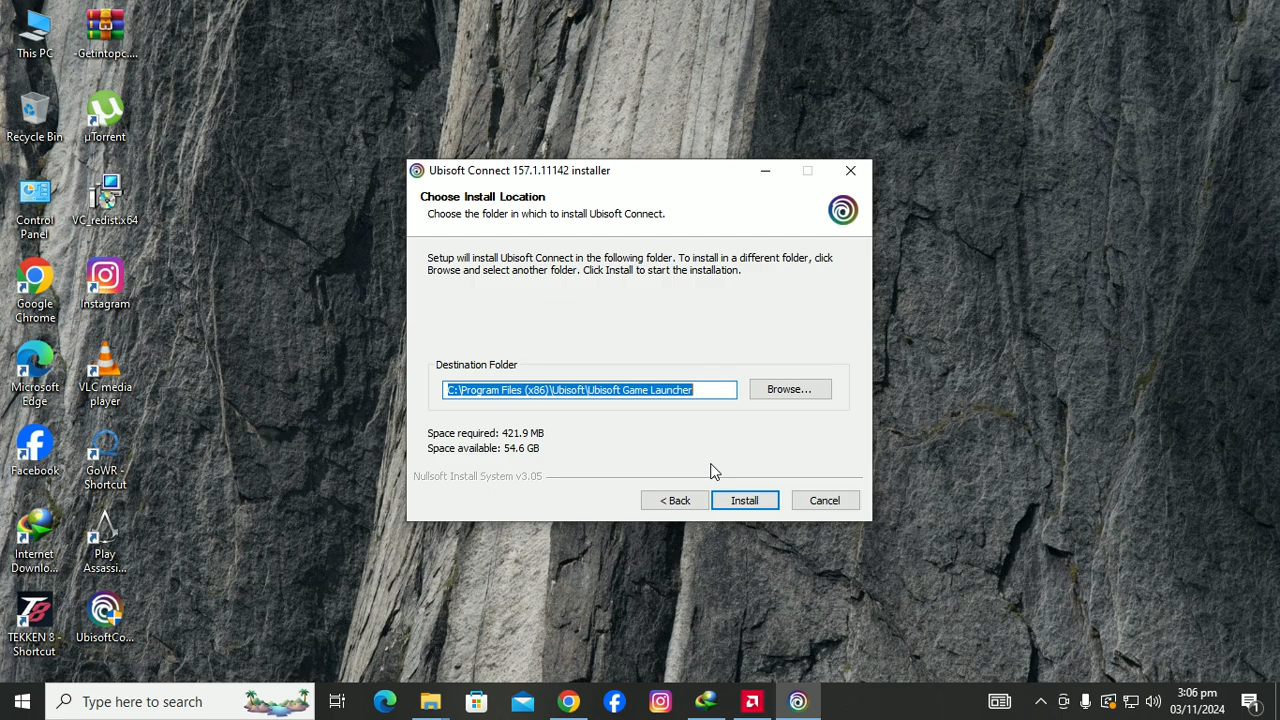 This PC
-Getintopc....
Recycle Bin
µTorrent
Control
Panel
VC_redist.x64
Google
Chrome
Instagram
Microsoft
Edge
VLC media
player
Facebook
GoWR -
Shortcut
Internet
Downlo...
Play
Assassi...
TEKKEN 8 -
Shortcut
UbisoftCo...
Ubisoft Connect 157.1.11142 installer
Choose Install Location
Choose the folder in which to install Ubisoft Connect.
Setup will install Ubisoft Connect in the following folder. To install in a different folder, click
Browse and select another folder. Click Install to start the installation.
Destination Folder
C:\Program Files (x86)\Ubisoft\Ubisoft Game Launcher
Browse...
Space required: 421.9 MB
Space available: 54.6 GB
Nullsoft Install System v3.05
< Back
Install
Cancel
Type here to search
3:06 pm
03/11/2024
1